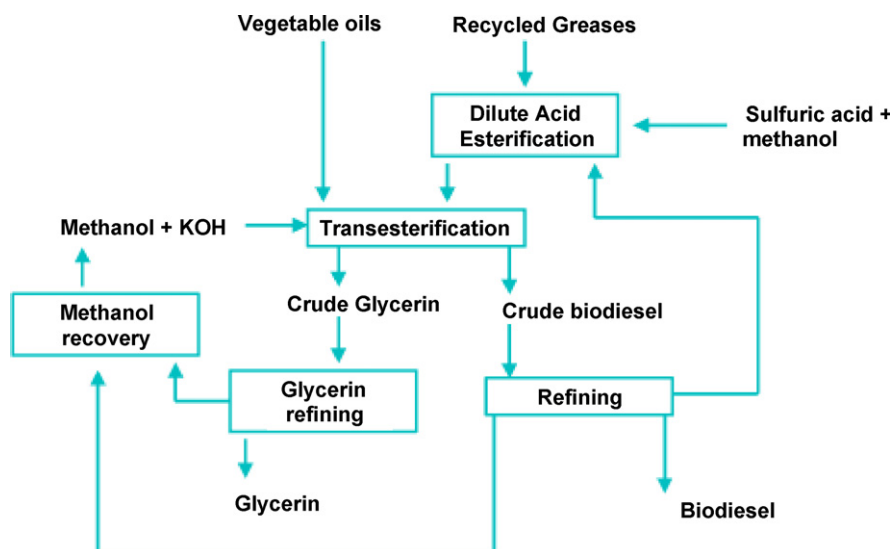 Vegetable oils
Recycled Greases
Dilute Acid
Esterification
Sulfuric acid +
methanol
Methanol + KOH
Transesterification
Crude Glycerin
Crude biodiesel
Methanol
recovery
Glycerin
refining
Refining
Glycerin
Biodiesel